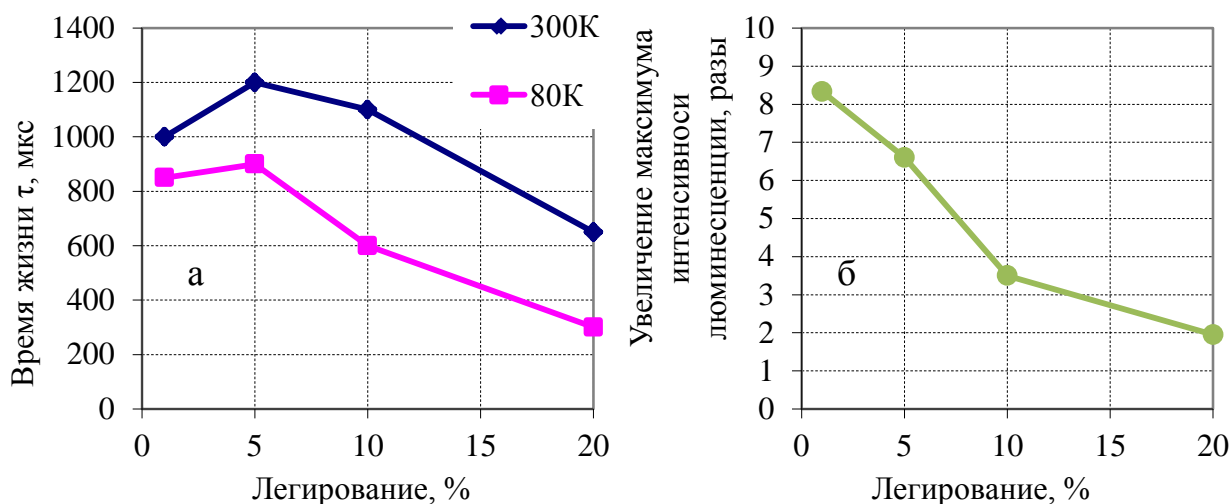 Время жизни τ, мкс
1400
1200
1000
800
600
400
200
0
0 5 10 15 20
Легирование, %
300К
80К
а
Увеличение максимума
интенсивноси
люминесценции, разы
10
9
8
7
6
5
4
3
2
1
0
0 5 10 15 20
Легирование, %
б